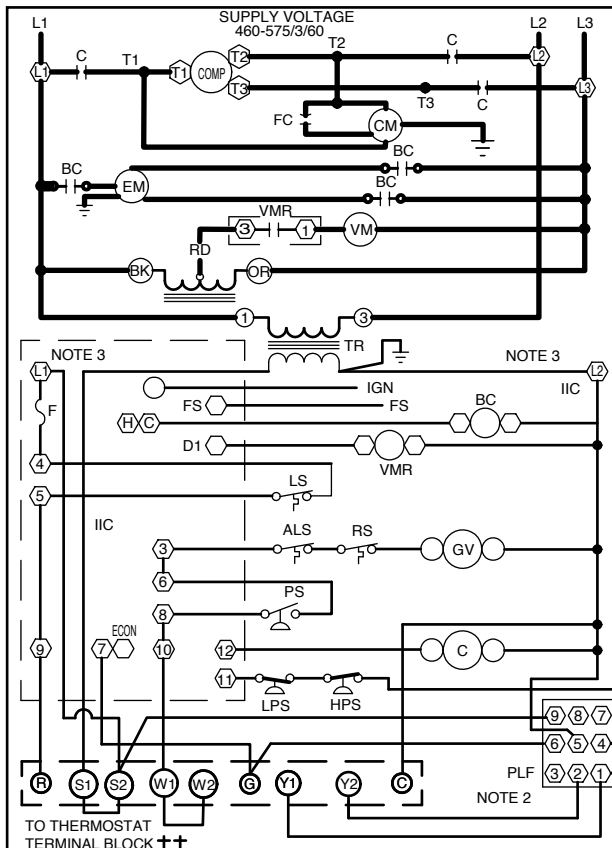 SUPPLY VOLTAGE
460-575/3/60
L1 L2 L3
C T1 T2 C
L1 T1 COMP T2 L2
T3 T3 C L3
FC CM
BC BC
EM BC
VMR
3 1 VM
RD
BK OR
1 3
TR
NOTE 3 NOTE 3
L1 L2
IGN IIC
FS FS BC
F H C
D1 VMR
4
LS
5
IIC ALS RS
3 GV
6 PS
8
ECON
9 7 10 12 C
11
LPS HPS
9 8 7
6 5 4
PLF 3 2 1
R S1 S2 W1 W2 G Y1 Y2 C
NOTE 2
TO THERMOSTAT
TERMINAL BLOCK ‡‡